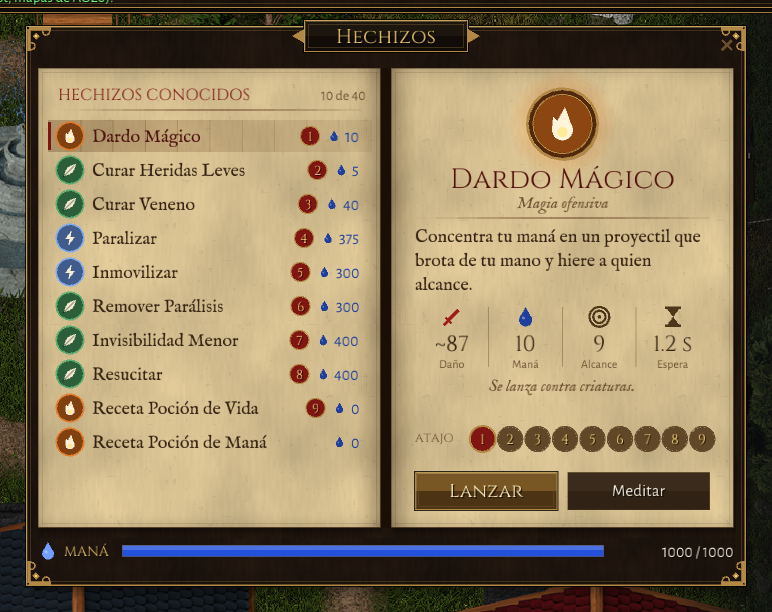 mapas de AO20).
Hechizos
HECHIZOS CONOCIDOS
10 de 40
Dardo Mágico 1 10
Curar Heridas Leves 2 5
Curar Veneno 3 40
Paralizar 4 375
Inmovilizar 5 300
Remover Parálisis 6 300
Invisibilidad Menor 7 400
Resucitar 8 400
Receta Poción de Vida 9 0
Receta Poción de Maná 0
Dardo Mágico
Magia ofensiva
Concentra tu maná en un proyectil que
brota de tu mano y hiere a quien
alcance.
~87 10 9 1.2 s
Daño Maná Alcance Espera
Se lanza contra criaturas.
ATAJO 1 2 3 4 5 6 7 8 9
Lanzar
Meditar
MANÁ 1000/1000